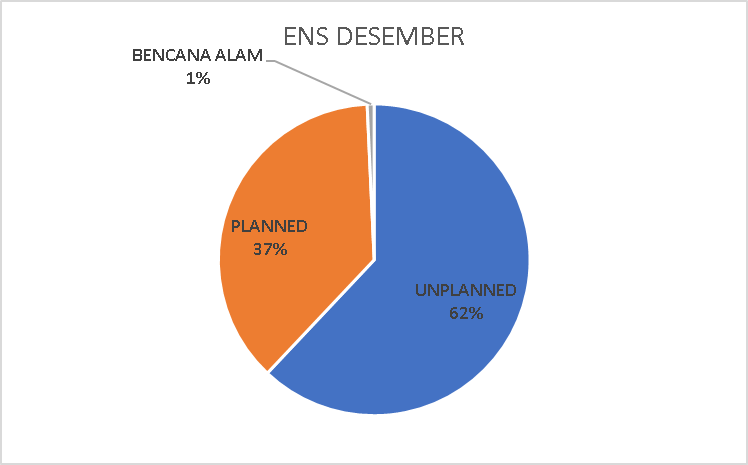 ENS DESEMBER
BENCANA ALAM
1%
PLANNED
37%
UNPLANNED
62%